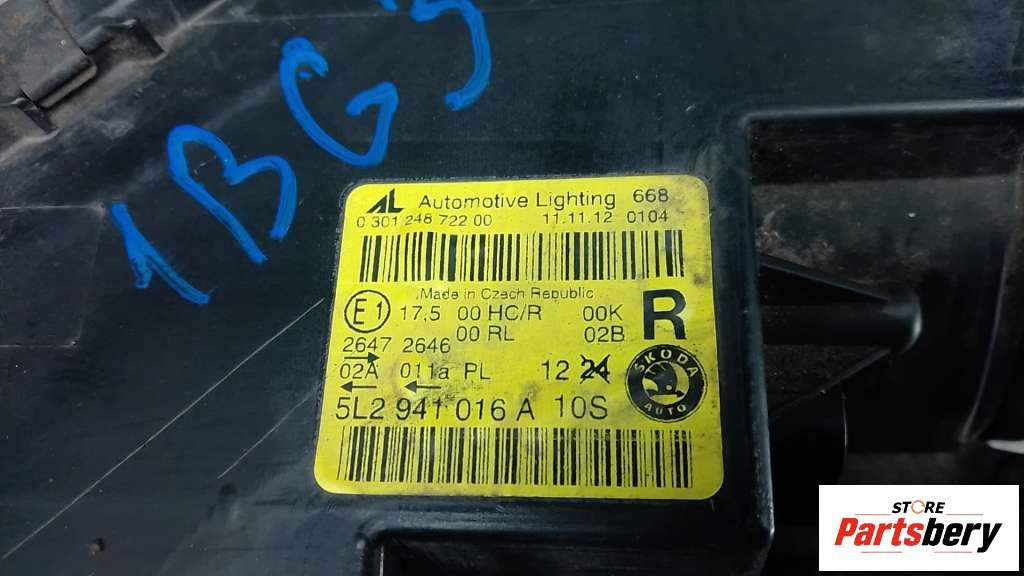 1BG5
AL Automotive Lighting 668
0 301 248 722 00 11.11.12 0104
Made in Czech Republic
E1 17,5 00 HC/R 00K R
00 RL 02B
2647 2646
02A 011a PL 12 24
SKODA
AUTO
5L2 941 016 A 10S
STORE
Partsbery